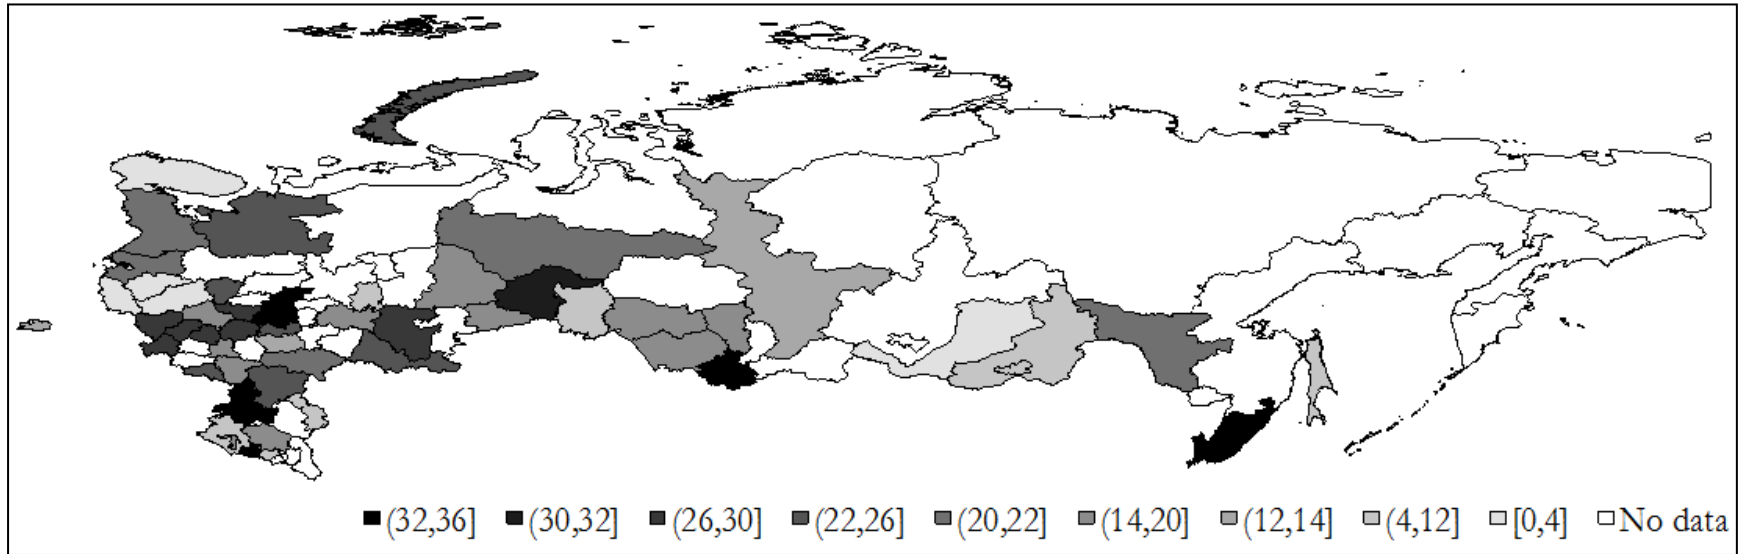 (32,36] (30,32] (26,30] (22,26] (20,22] (14,20] (12,14] (4,12] [0,4] No data